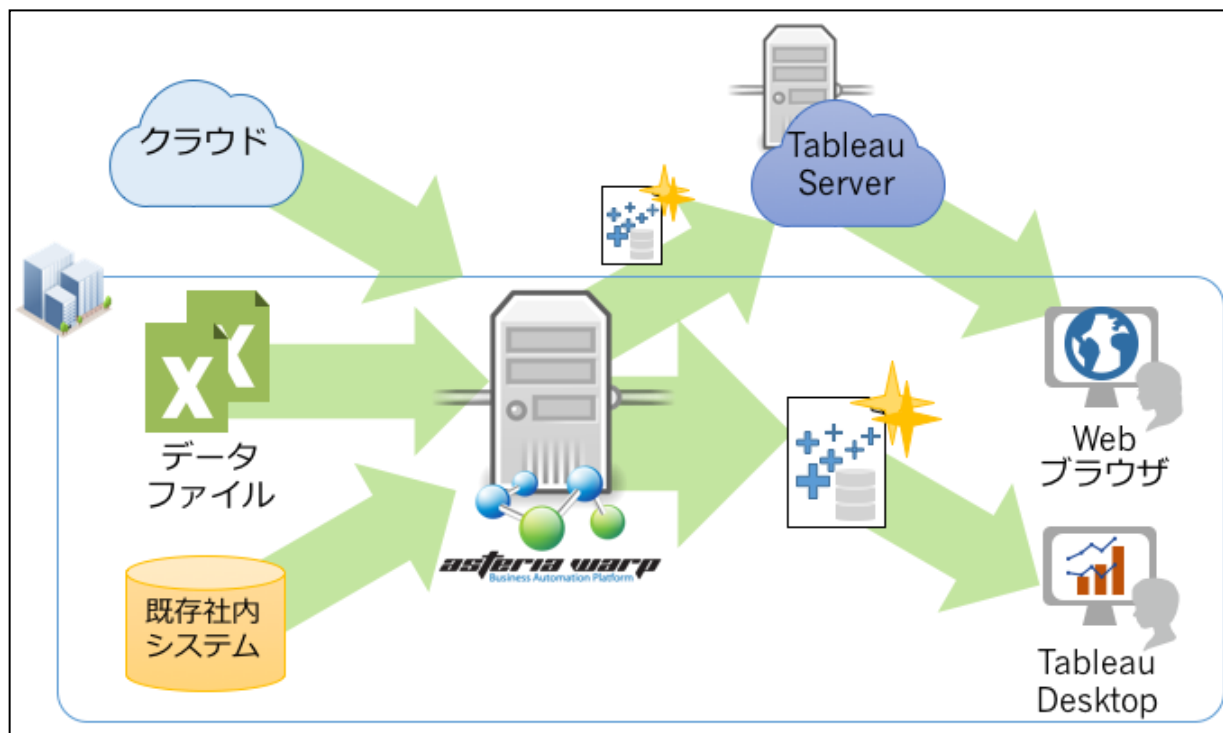 クラウド
Tableau
Server
データ
ファイル
asteria warp
Business Automation Platform
Web
ブラウザ
既存社内
システム
Tableau
Desktop